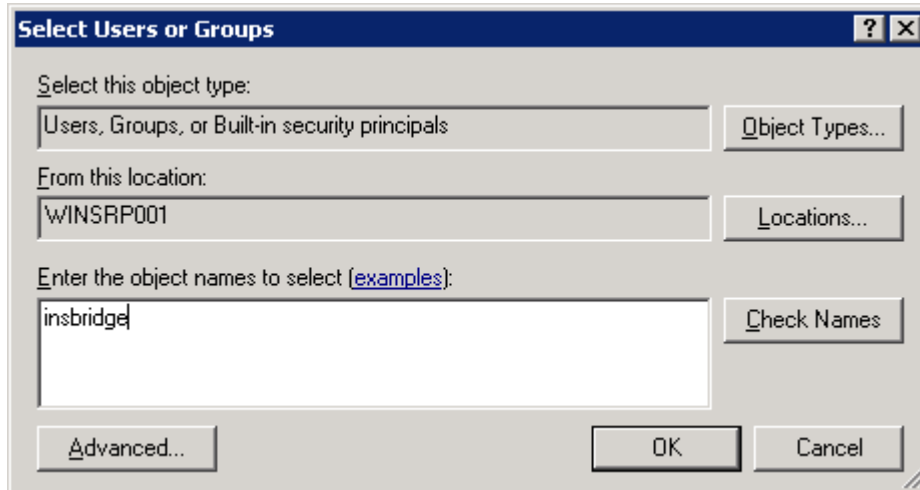 Select Users or Groups
Select this object type:
Users, Groups, or Built-in security principals
Object Types...
From this location:
WINSRP001
Locations...
Enter the object names to select (examples):
insbridge
Check Names
Advanced...
OK
Cancel